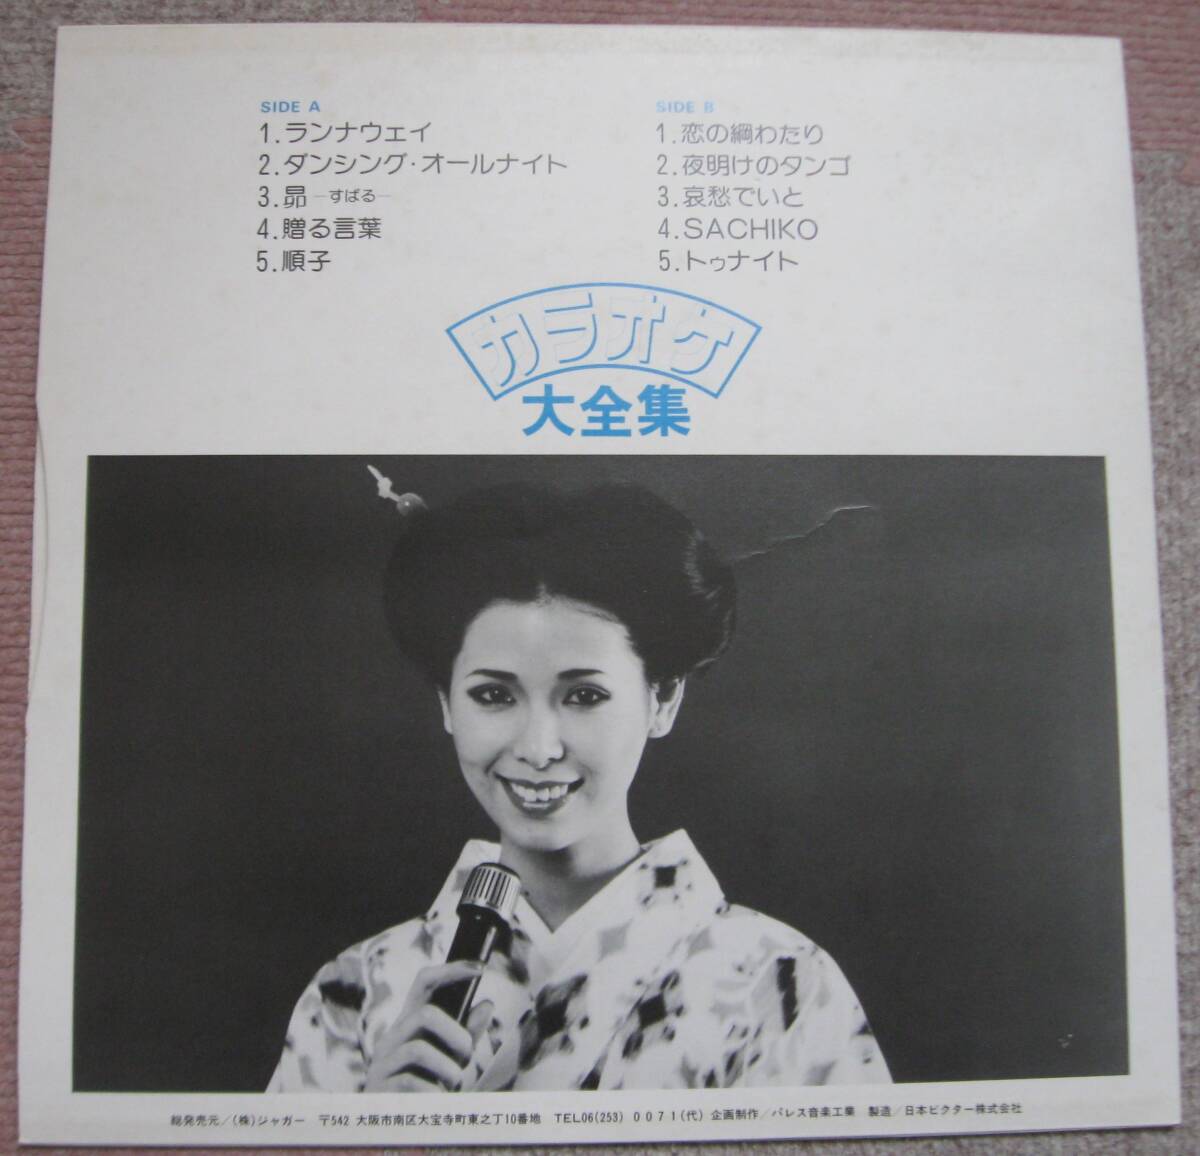 SIDE A
1.ランナウェイ
2.ダンシング・オールナイト
3.昴 ―すばる―
4.贈る言葉
5.順子
SIDE B
1.恋の綱わたり
2.夜明けのタンゴ
3.哀愁でいと
4.SACHIKO
5.トゥナイト
カラオケ
大全集
総発売元/(株)ジャガー 〒542 大阪市南区大宝寺町東之丁10番地 TEL06(253)0071(代) 企画制作/パレス音楽工業 製造/日本ビクター株式会社